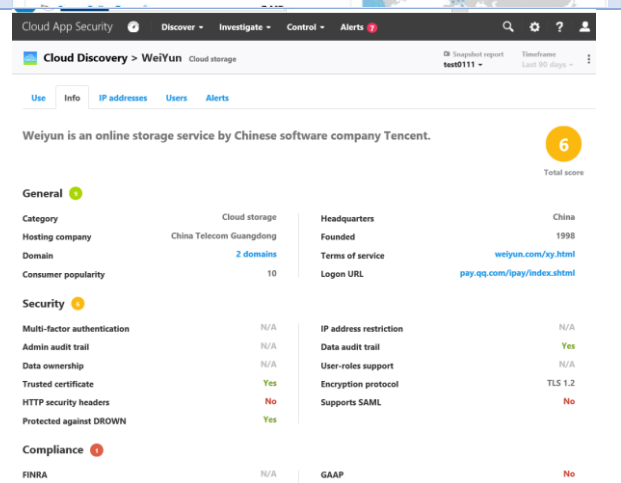 Cloud App Security Discover Investigate Control Alerts 7 ?
Cloud Discovery > WeiYun Cloud storage
Snapshot report
test0111
Timeframe
Last 90 days
Use Info IP addresses Users Alerts
Weiyun is an online storage service by Chinese software company Tencent.
6
Total score
General
Category Cloud storage
Headquarters China
Hosting company China Telecom Guangdong
Founded 1998
Domain 2 domains
Terms of service weiyun.com/xy.html
Consumer popularity 10
Logon URL pay.qq.com/ipay/index.shtml
Security
Multi-factor authentication N/A
IP address restriction N/A
Admin audit trail N/A
Data audit trail Yes
Data ownership N/A
User-roles support N/A
Trusted certificate Yes
Encryption protocol TLS 1.2
HTTP security headers No
Supports SAML No
Protected against DROWN Yes
Compliance 1
FINRA N/A
GAAP No